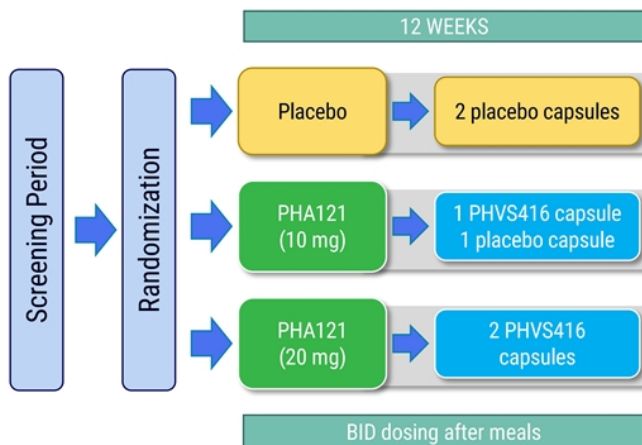 12 WEEKS
Screening Period
Randomization
Placebo
2 placebo capsules
PHA121
(10 mg)
1 PHVS416 capsule
1 placebo capsule
PHA121
(20 mg)
2 PHVS416
capsules
BID dosing after meals